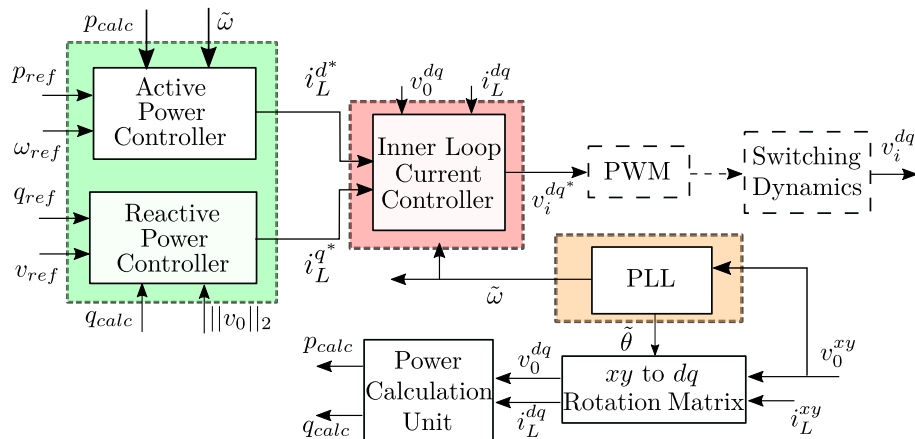 p_calc
ω̃
p_ref
Active
Power
Controller
ω_ref
i_L^{d*}
v_0^{dq}
i_L^{dq}
Inner Loop
Current
Controller
v_i^{dq*}
PWM
Switching
Dynamics
v_i^{dq}
q_ref
Reactive
Power
Controller
v_ref
i_L^{q*}
q_calc
|||v_0||_2
ω̃
PLL
θ̃
p_calc
Power
Calculation
Unit
q_calc
v_0^{dq}
i_L^{dq}
xy to dq
Rotation Matrix
v_0^{xy}
i_L^{xy}